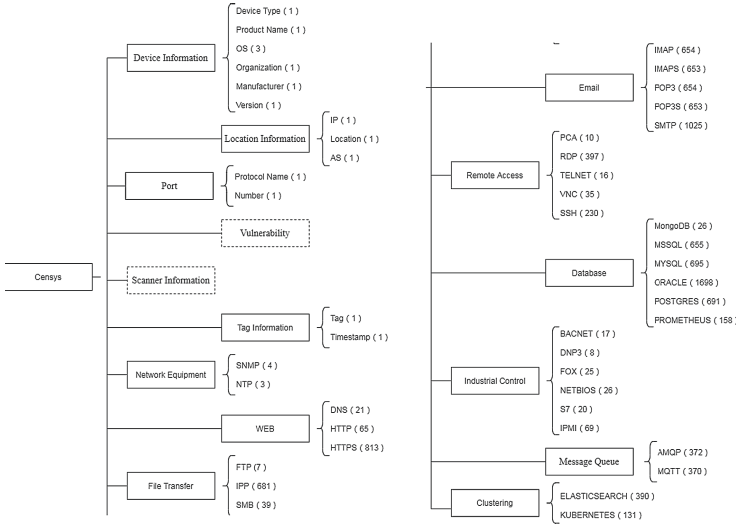 Censys
Device Information
Device Type ( 1 )
Product Name ( 1 )
OS ( 3 )
Organization ( 1 )
Manufacturer ( 1 )
Version ( 1 )
Location Information
IP ( 1 )
Location ( 1 )
AS ( 1 )
Port
Protocol Name ( 1 )
Number ( 1 )
Vulnerability
Scanner Information
Tag Information
Tag ( 1 )
Timestamp ( 1 )
Network Equipment
SNMP ( 4 )
NTP ( 3 )
WEB
DNS ( 21 )
HTTP ( 65 )
HTTPS ( 813 )
File Transfer
FTP (7 )
IPP ( 681 )
SMB ( 39 )
Email
IMAP ( 654 )
IMAPS ( 653 )
POP3 ( 654 )
POP3S ( 653 )
SMTP ( 1025 )
Remote Access
PCA ( 10 )
RDP ( 397 )
TELNET ( 16 )
VNC ( 35 )
SSH ( 230 )
Database
MongoDB ( 26 )
MSSQL ( 655 )
MYSQL ( 695 )
ORACLE ( 1698 )
POSTGRES ( 691 )
PROMETHEUS ( 158 )
Industrial Control
BACNET ( 17 )
DNP3 ( 8 )
FOX ( 25 )
NETBIOS ( 26 )
S7 ( 20 )
IPMI ( 69 )
Message Queue
AMQP ( 372 )
MQTT ( 370 )
Clustering
ELASTICSEARCH ( 390 )
KUBERNETES ( 131 )